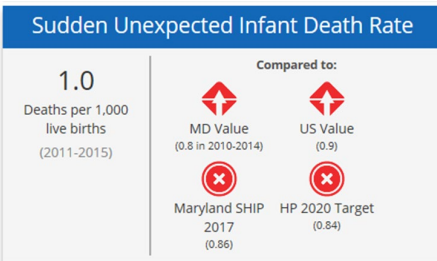 Sudden Unexpected Infant Death Rate
1.0
Deaths per 1,000
live births
(2011-2015)
Compared to:
MD Value
(0.8 in 2010-2014)
US Value
(0.9)
Maryland SHIP
2017
(0.86)
HP 2020 Target
(0.84)